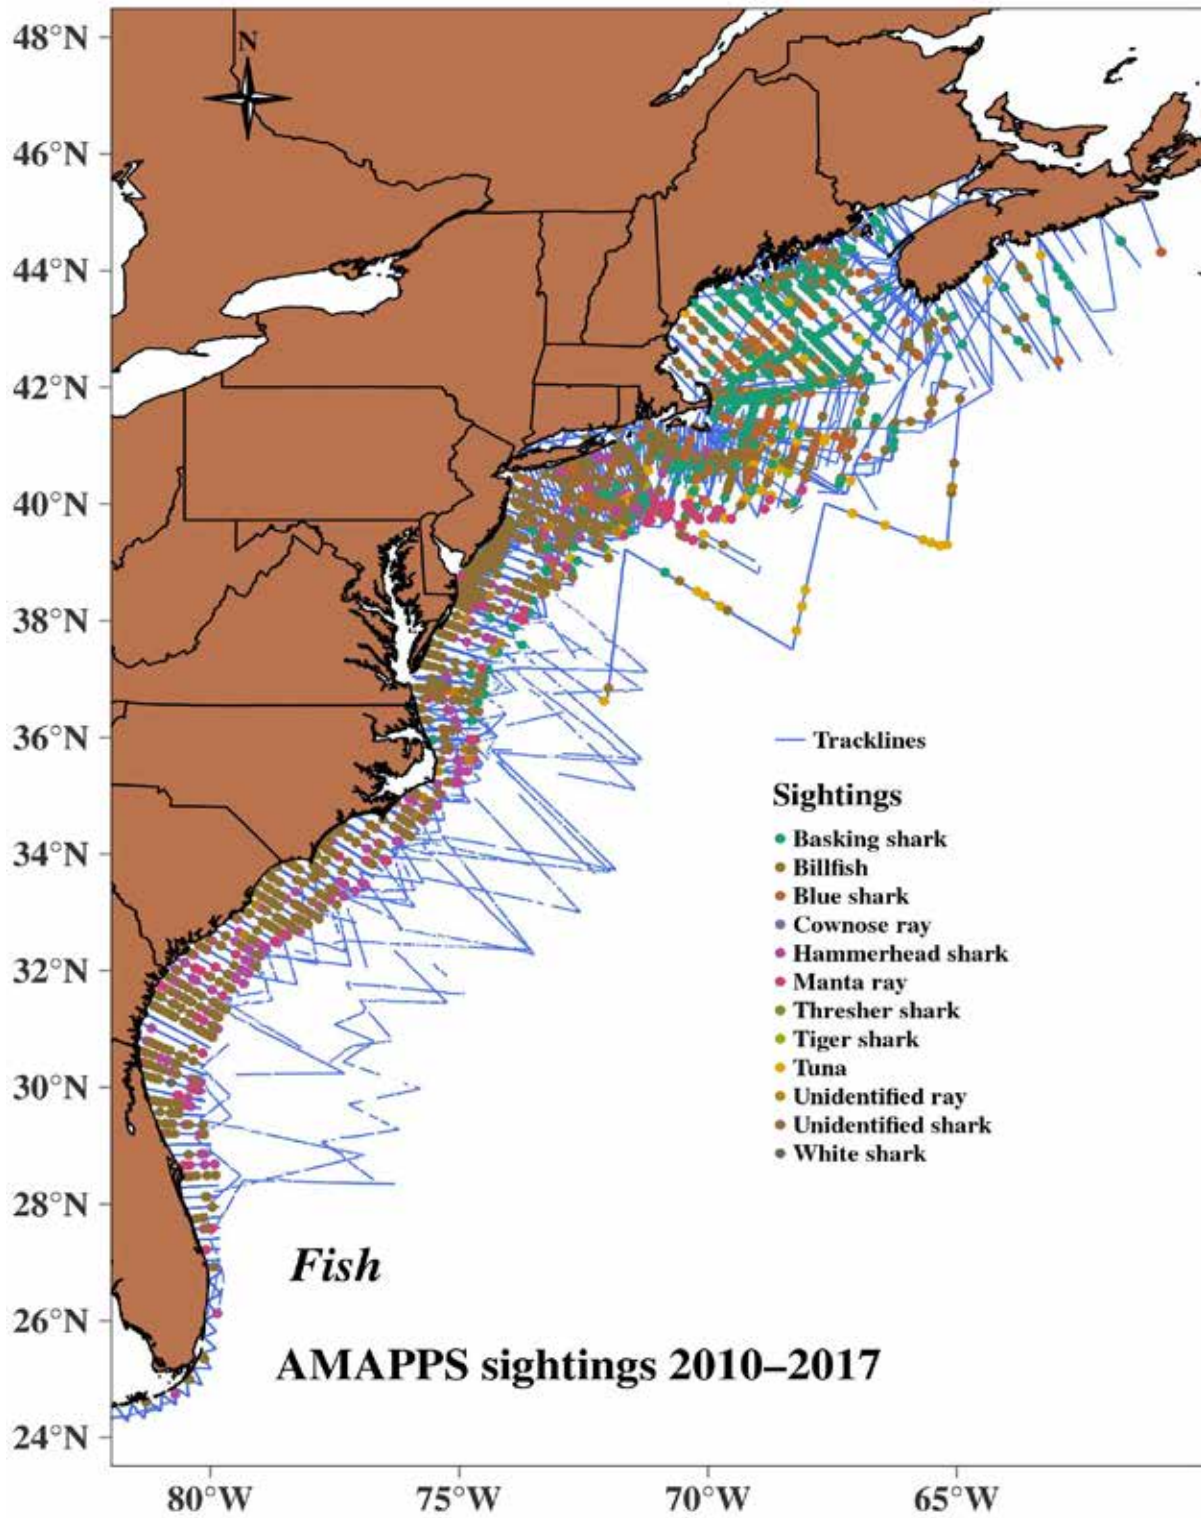 48°N
N
46°N
44°N
42°N
40°N
38°N
36°N
Tracklines
Sightings
Basking shark
34°N
Billfish
Blue shark
Cownose ray
Hammerhead shark
32°N
Manta ray
Thresher shark
Tiger shark
Tuna
30°N
Unidentified ray
Unidentified shark
White shark
28°N
Fish
26°N
AMAPPS sightings 2010–2017
24°N
80°W 75°W 70°W 65°W